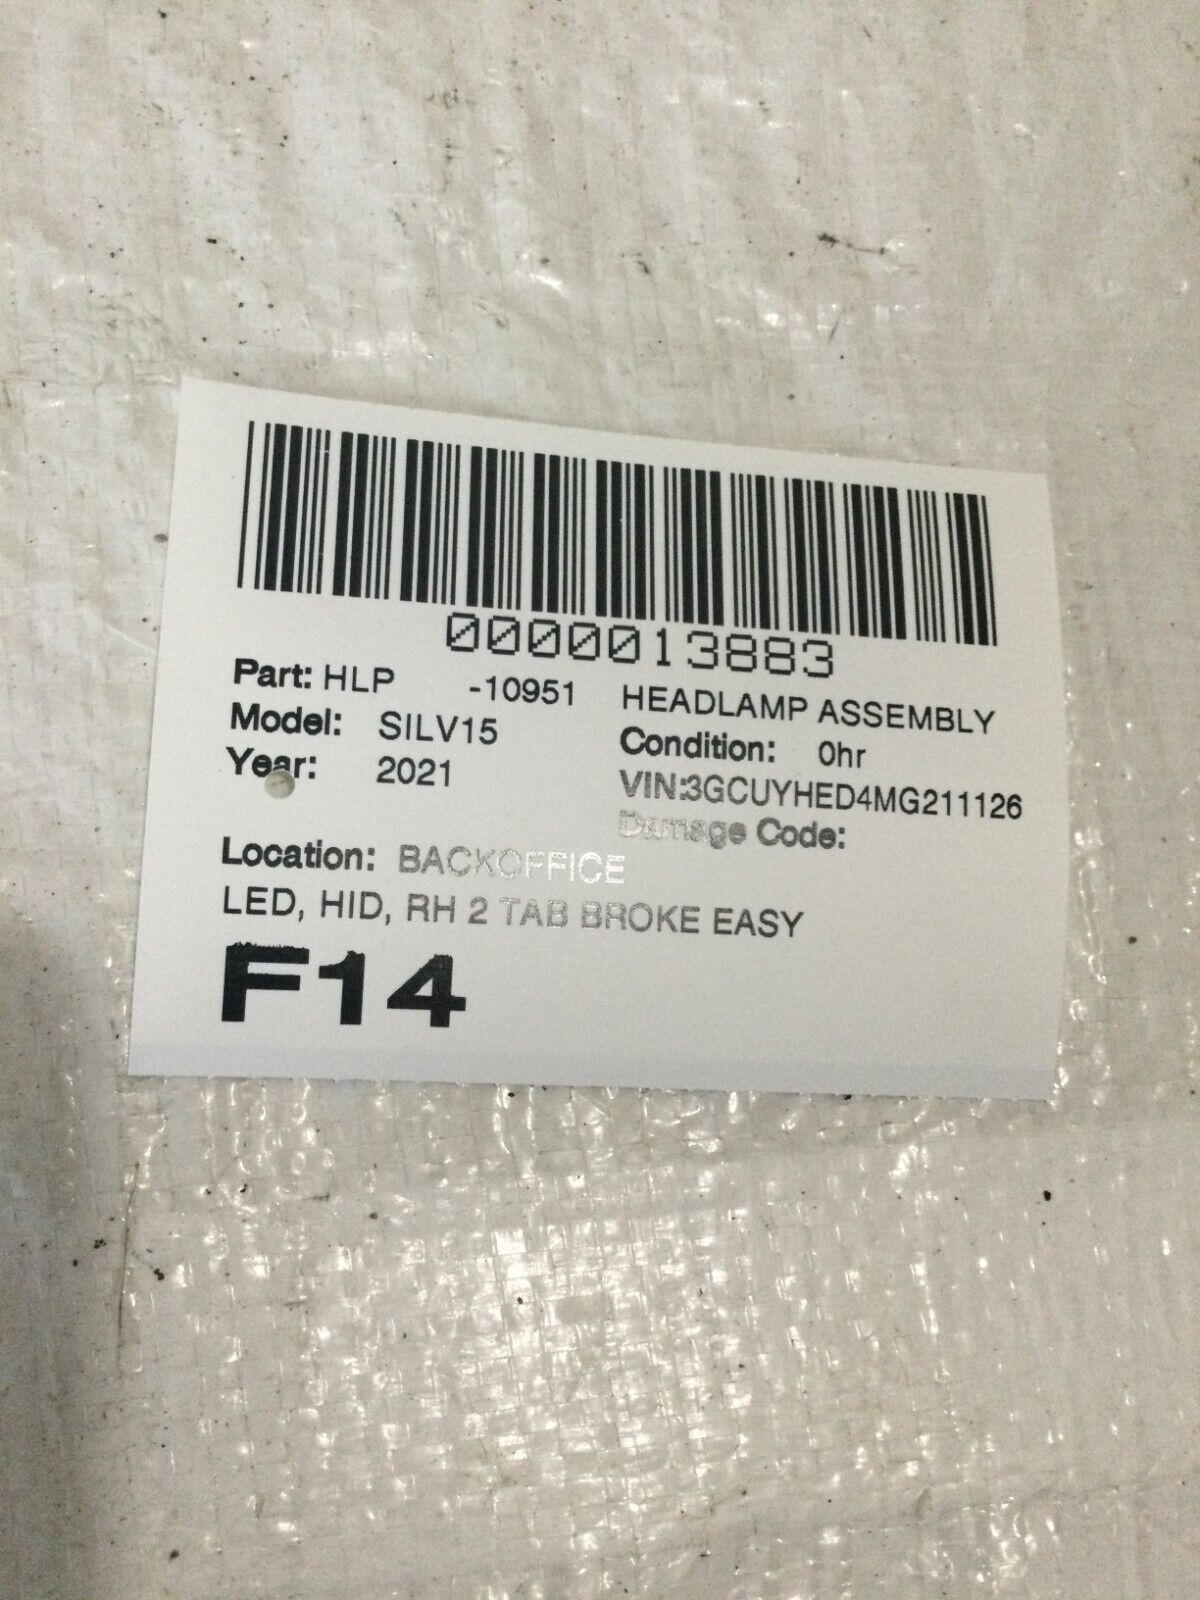 0000013883
Part: HLP -10951 HEADLAMP ASSEMBLY
Model: SILV15 Condition: 0hr
Year: 2021 VIN:3GCUYHED4MG211126
Damage Code:
Location: BACKOFFICE
LED, HID, RH 2 TAB BROKE EASY
F14